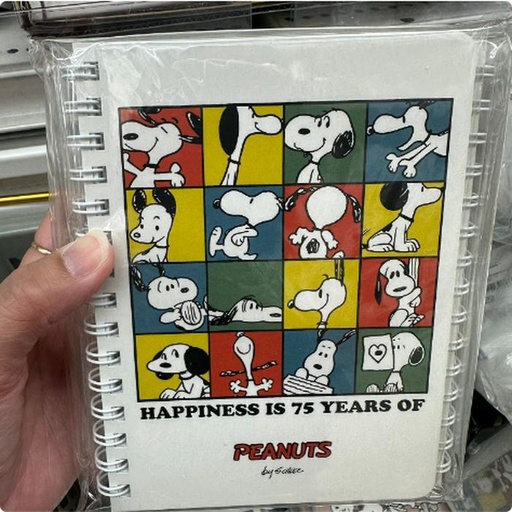 HAPPINESS IS 75 YEARS OF
PEANUTS
by Schulz